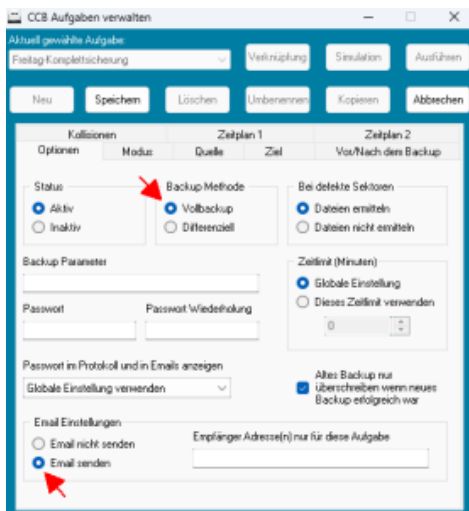 CCB Aufgaben verwalten
Aktuell gewählte Aufgabe:
Freitag-Komplettsicherung
Verknüpfung
Simulation
Ausführen
Neu
Speichern
Löschen
Umbenennen
Kopieren
Abbrechen
Kollisionen
Zeitplan 1
Zeitplan 2
Optionen
Modus
Quelle
Ziel
Vor/Nach dem Backup
Status
Aktiv
Inaktiv
Backup Methode
Vollbackup
Differenziell
Bei defekte Sektoren
Dateien ermitteln
Dateien nicht ermitteln
Backup Parameter
Zeitlimit (Minuten)
Globale Einstellung
Dieses Zeitlimit verwenden
0
Passwort
Passwort Wiederholung
Passwort im Protokoll und in Emails anzeigen
Globale Einstellung verwenden
Altes Backup nur
überschreiben wenn neues
Backup erfolgreich
war
Email Einstellungen
Email nicht senden
Email senden
Empfänger Adresse(n) nur für diese Aufgabe